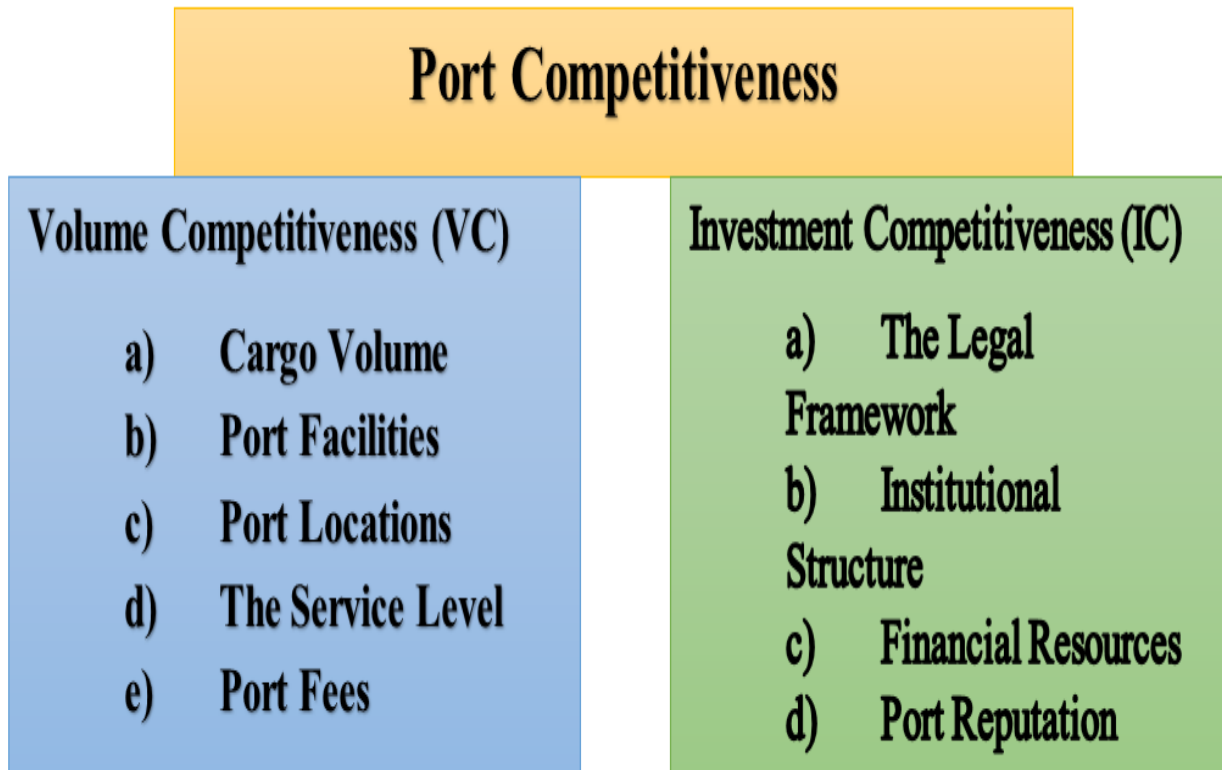 Port Competitiveness
Volume Competitiveness (VC)
a) Cargo Volume
b) Port Facilities
c) Port Locations
d) The Service Level
e) Port Fees
Investment Competitiveness (IC)
a) The Legal
Framework
b) Institutional
Structure
c) Financial Resources
d) Port Reputation